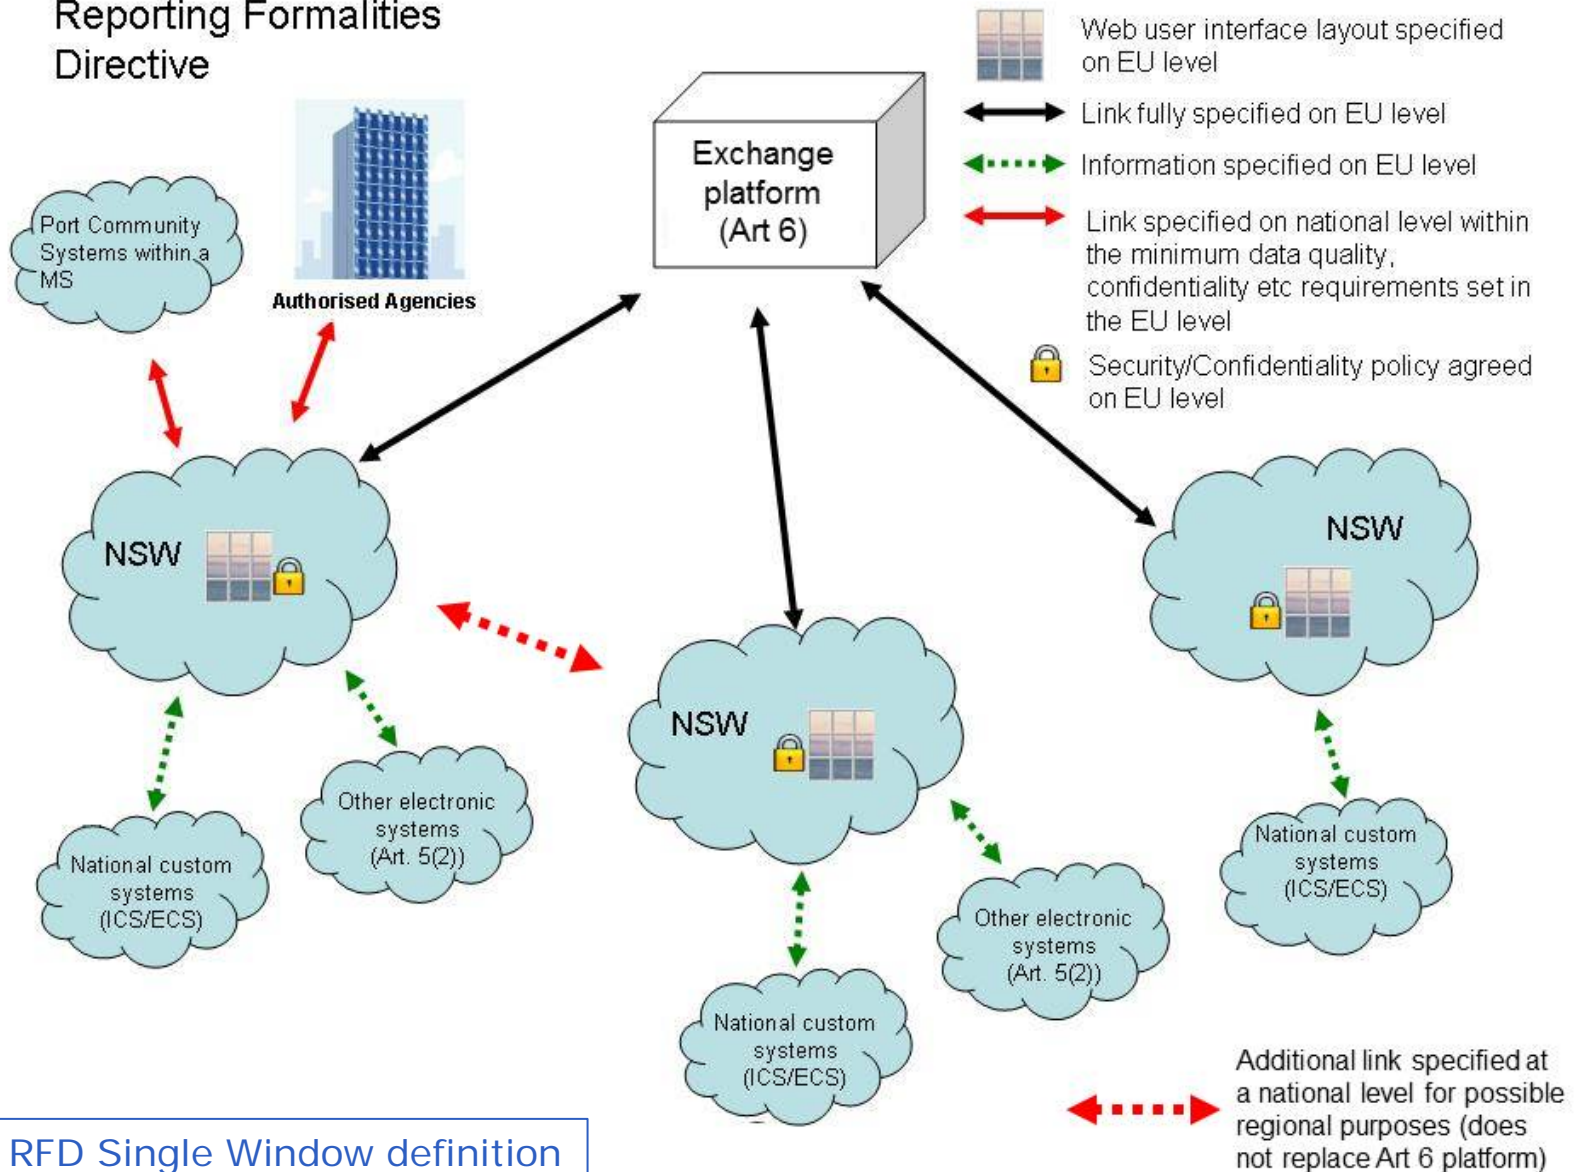 Reporting Formalities
Directive
Web user interface layout specified
on EU level
Link fully specified on EU level
Information specified on EU level
Link specified on national level within
the minimum data quality,
confidentiality etc requirements set in
the EU level
Security/Confidentiality policy agreed
on EU level
Exchange
platform
(Art 6)
Port Community
Systems within a
MS
Authorised Agencies
NSW
NSW
NSW
Other electronic
systems
(Art. 5(2))
National custom
systems
(ICS/ECS)
National custom
systems
(ICS/ECS)
Other electronic
systems
(Art. 5(2))
National custom
systems
(ICS/ECS)
Additional link specified at
a national level for possible
regional purposes (does
not replace Art 6 platform)
RFD Single Window definition